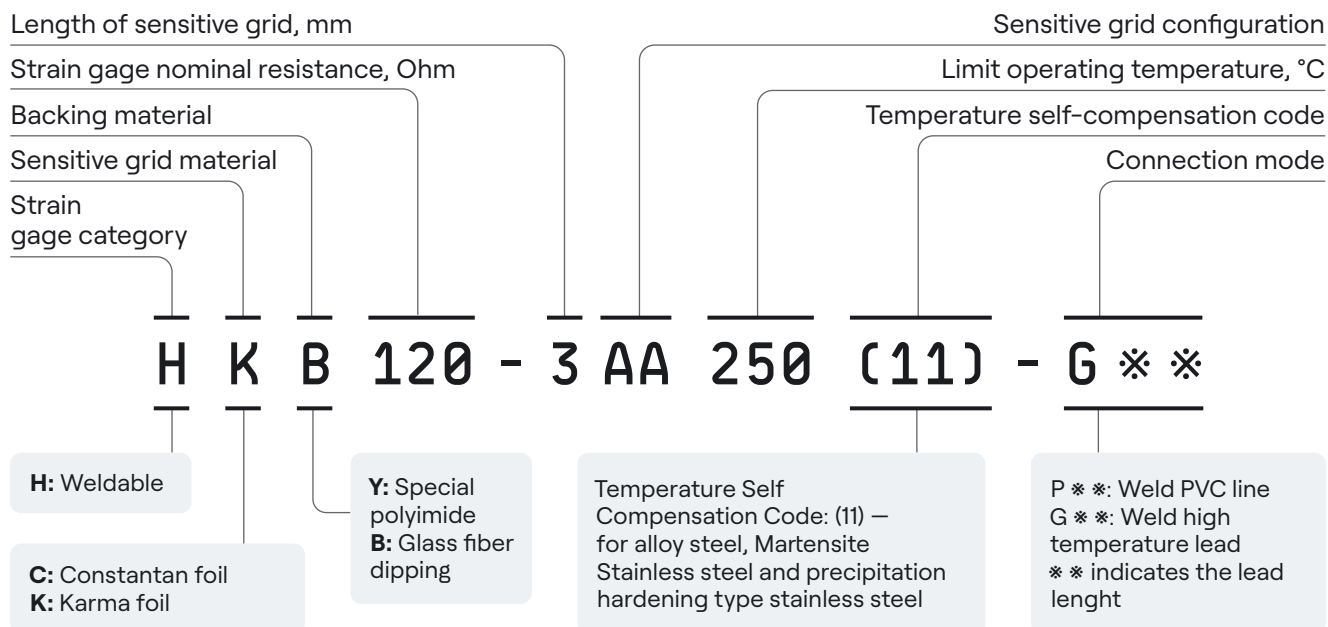 Length of sensitive grid, mm
Strain gage nominal resistance, Ohm
Backing material
Sensitive grid material
Strain
gage category
Sensitive grid configuration
Limit operating temperature, °C
Temperature self-compensation code
Connection mode
H K B 120 - 3 AA 250 (11) - G ※ ※
H: Weldable
C: Constantan foil
K: Karma foil
Y: Special
polyimide
B: Glass fiber
dipping
Temperature Self
Compensation Code: (11) —
for alloy steel, Martensite
Stainless steel and precipitation
hardening type stainless steel
P ※ ※: Weld PVC line
G ※ ※: Weld high
temperature lead
※ ※ indicates the lead
lenght